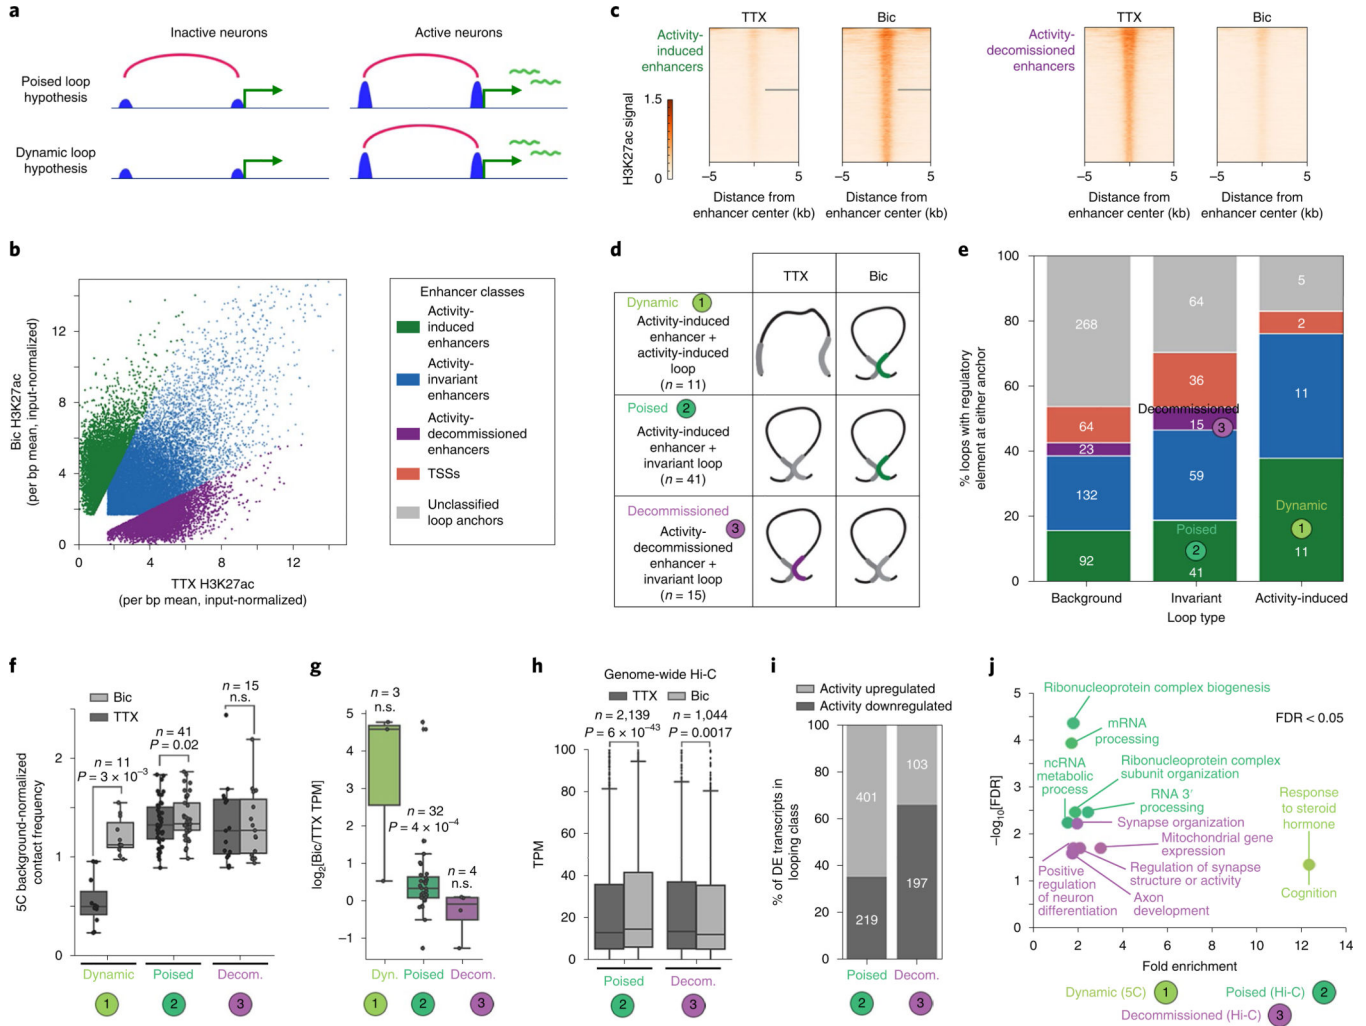 a
Inactive neurons
Active neurons
Poised loop
hypothesis
Dynamic loop
hypothesis
c
Activity-
induced
enhancers
TTX
Bic
H3K27ac signal
1.5
0
−5
5
−5
5
Distance from
enhancer center (kb)
Distance from
enhancer center (kb)
Activity-
decomissioned
enhancers
TTX
Bic
−5
5
−5
5
Distance from
enhancer center (kb)
Distance from
enhancer center (kb)
b
Bic H3K27ac
(per bp mean, input-normalized)
12
8
4
0
0
4
8
12
TTX H3K27ac
(per bp mean, input-normalized)
Enhancer classes
Activity-
induced
enhancers
Activity-
invariant
enhancers
Activity-
decommissioned
enhancers
TSSs
Unclassified
loop anchors
d
TTX
Bic
Dynamic 1
Activity-induced
enhancer +
activity-induced
loop
(n = 11)
Poised 2
Activity-induced
enhancer +
invariant loop
(n = 41)
Decommissioned
3
Activity-
decommissioned
enhancer +
invariant loop
(n = 15)
e
% loops with regulatory
element at either anchor
100
80
60
40
20
0
268
64
23
132
92
64
36
Decommissioned
15 3
59
Poised
2
41
5
2
11
Dynamic
1
11
Background
Invariant
Activity-induced
Loop type
f
Bic
TTX
5C background-normalized
contact frequency
2
1
0
n = 11
P = 3 × 10−3
n = 41
P = 0.02
n = 15
n.s.
Dynamic
Poised
Decom.
1
2
3
g
log2[Bic/TTX TPM]
5
4
3
2
1
0
−1
n = 3
n.s.
n = 32
P = 4 × 10−4
n = 4
n.s.
Dyn.
Poised
Decom.
1
2
3
h
Genome-wide Hi-C
TTX
Bic
n = 2,139
P = 6 × 10−43
n = 1,044
P = 0.0017
TPM
100
80
60
40
20
0
Poised
Decom.
2
3
i
Activity upregulated
Activity downregulated
% of DE transcripts in
looping class
100
80
60
40
20
0
401
219
103
197
Poised
Decom.
2
3
j
−log10[FDR]
5
4
3
2
1
0
Ribonucleoprotein complex biogenesis
FDR < 0.05
mRNA
processing
ncRNA
metabolic
process
Ribonucleoprotein complex
subunit organization
RNA 3′
processing
Synapse organization
Mitochondrial gene
expression
Regulation of synapse
structure or activity
Axon
development
Positive
regulation
of neuron
differentiation
Response
to steroid
hormone
Cognition
0
2
4
6
8
10
12
14
Fold enrichment
Dynamic (5C) 1
Poised (Hi-C) 2
Decommissioned (Hi-C) 3